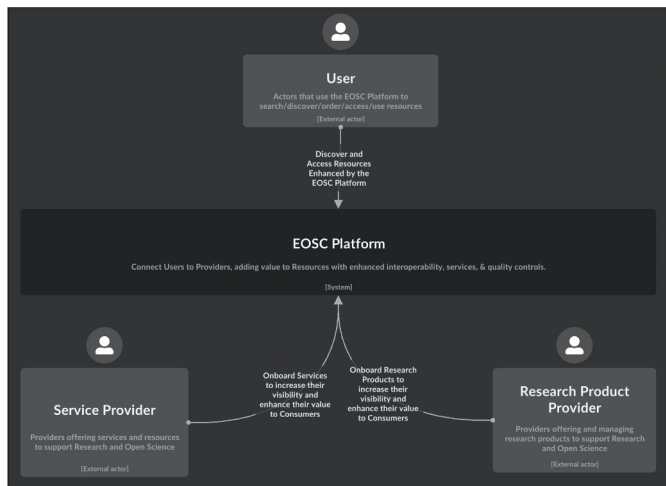 User
Actors that use the EOSC Platform to
search/discover/order/access/use resources
[External actor]
Discover and
Access Resources
Enhanced by the
EOSC Platform
EOSC Platform
Connect Users to Providers, adding value to Resources with enhanced interoperability, services, & quality controls.
[System]
Service Provider
Providers offering services and resources
to support Research and Open Science
[External actor]
Onboard Services
to increase their
visibility and
enhance their value
to Consumers
Onboard Research
Products to
increase their
visibility and
enhance their value
to Consumers
Research Product
Provider
Providers offering and managing
research products to support Research
and Open Science
[External actor]